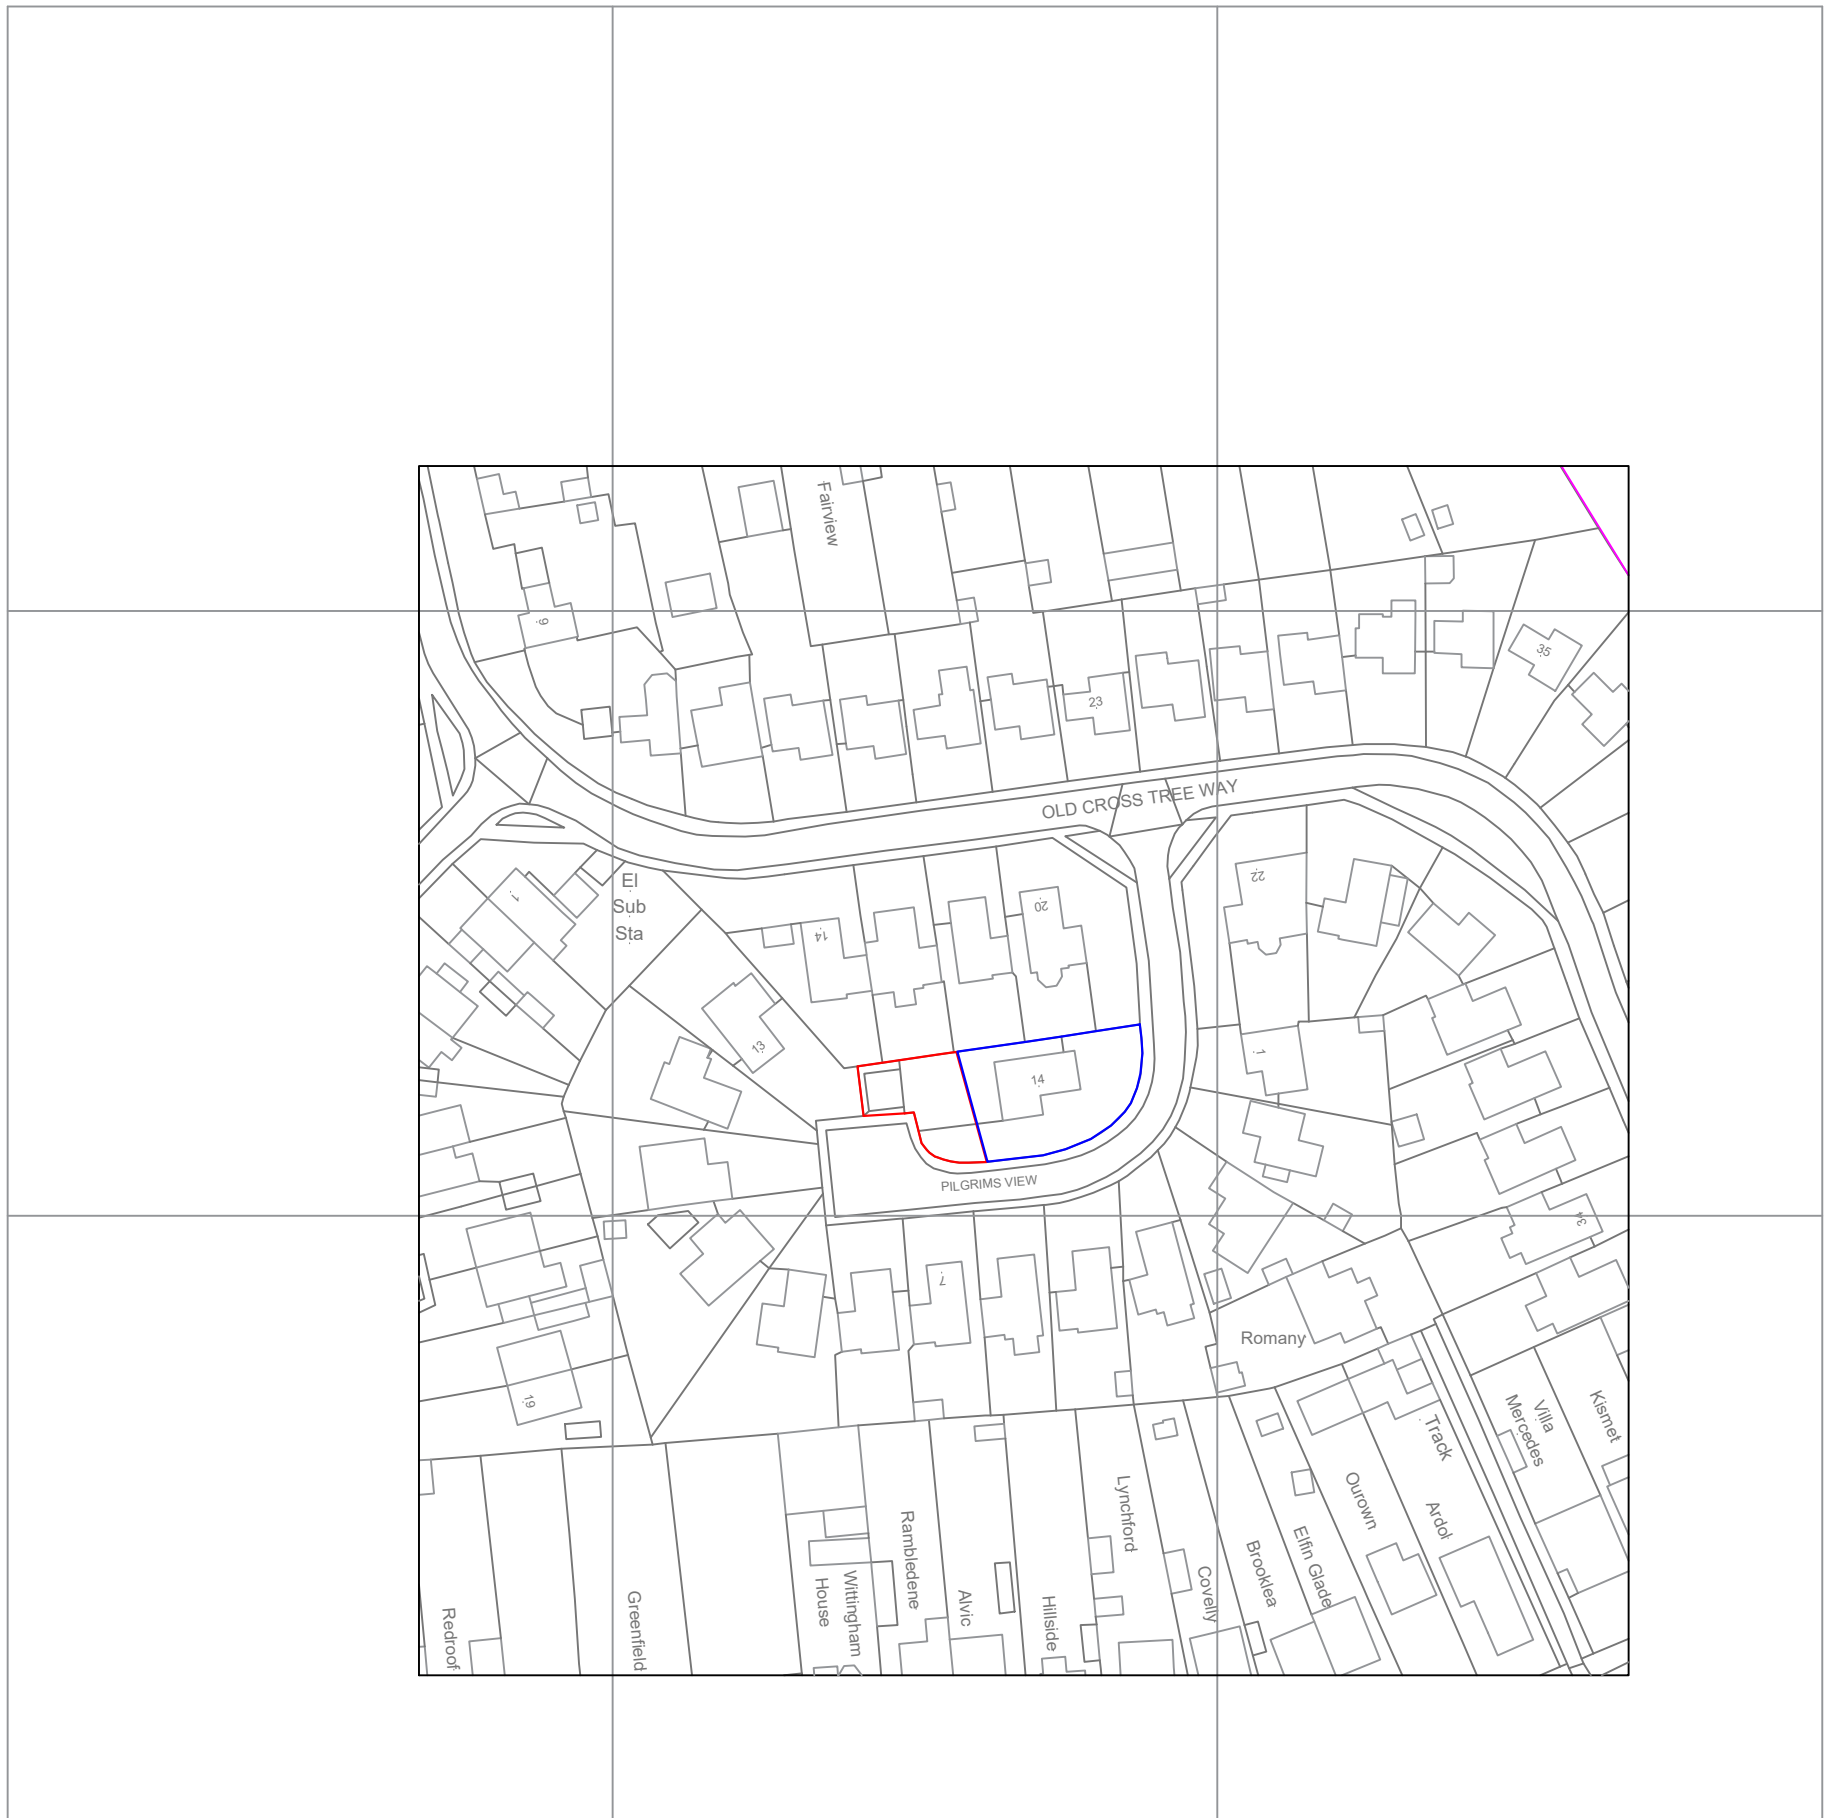 Fairview
9
35
23
OLD CROSS TREE WAY
1
El
Sub
Sta
14
20
22
13
14
1
PILGRIMS VIEW
34
7
Romany
19
Track
Villa
Mercedes
Kismet
Lynchford
Ourown
Ardol
Rambledene
Elfin Glade
Brooklea
Covelly
Wittingham
House
Alvic
Hillside
Greenfield
Redroof